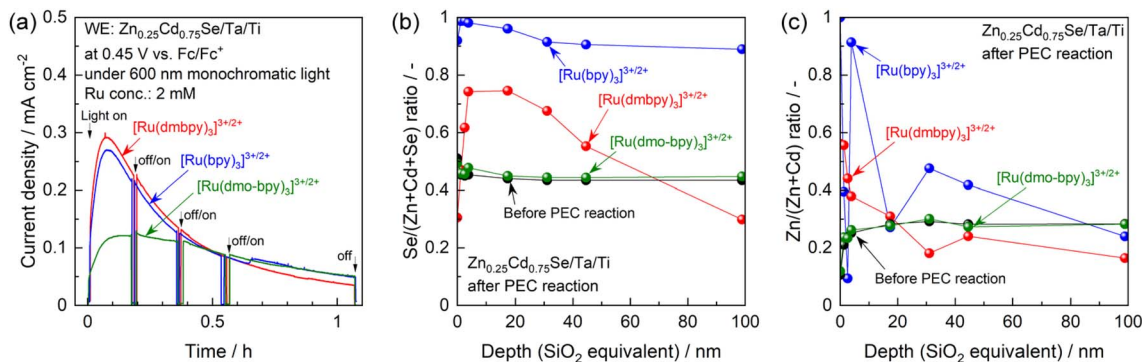 (a)
WE: Zn0.25Cd0.75Se/Ta/Ti
at 0.45 V vs. Fc/Fc+
under 600 nm monochromatic light
Ru conc.: 2 mM
Light on
[Ru(dmbpy)3]3+/2+
off/on
[Ru(bpy)3]3+/2+
off/on
[Ru(dmo-bpy)3]3+/2+
off/on
off
Current density / mA cm-2
0.5
0.4
0.3
0.2
0.1
0
0
0.5
1
Time / h
(b)
[Ru(bpy)3]3+/2+
[Ru(dmbpy)3]3+/2+
[Ru(dmo-bpy)3]3+/2+
Before PEC reaction
Zn0.25Cd0.75Se/Ta/Ti
after PEC reaction
Se/(Zn+Cd+Se) ratio / -
1
0.8
0.6
0.4
0.2
0
0
20
40
60
80
100
Depth (SiO2 equivalent) / nm
(c)
Zn0.25Cd0.75Se/Ta/Ti
after PEC reaction
[Ru(bpy)3]3+/2+
[Ru(dmbpy)3]3+/2+
[Ru(dmo-bpy)3]3+/2+
Before PEC reaction
Zn/(Zn+Cd) ratio / -
1
0.8
0.6
0.4
0.2
0
0
20
40
60
80
100
Depth (SiO2 equivalent) / nm